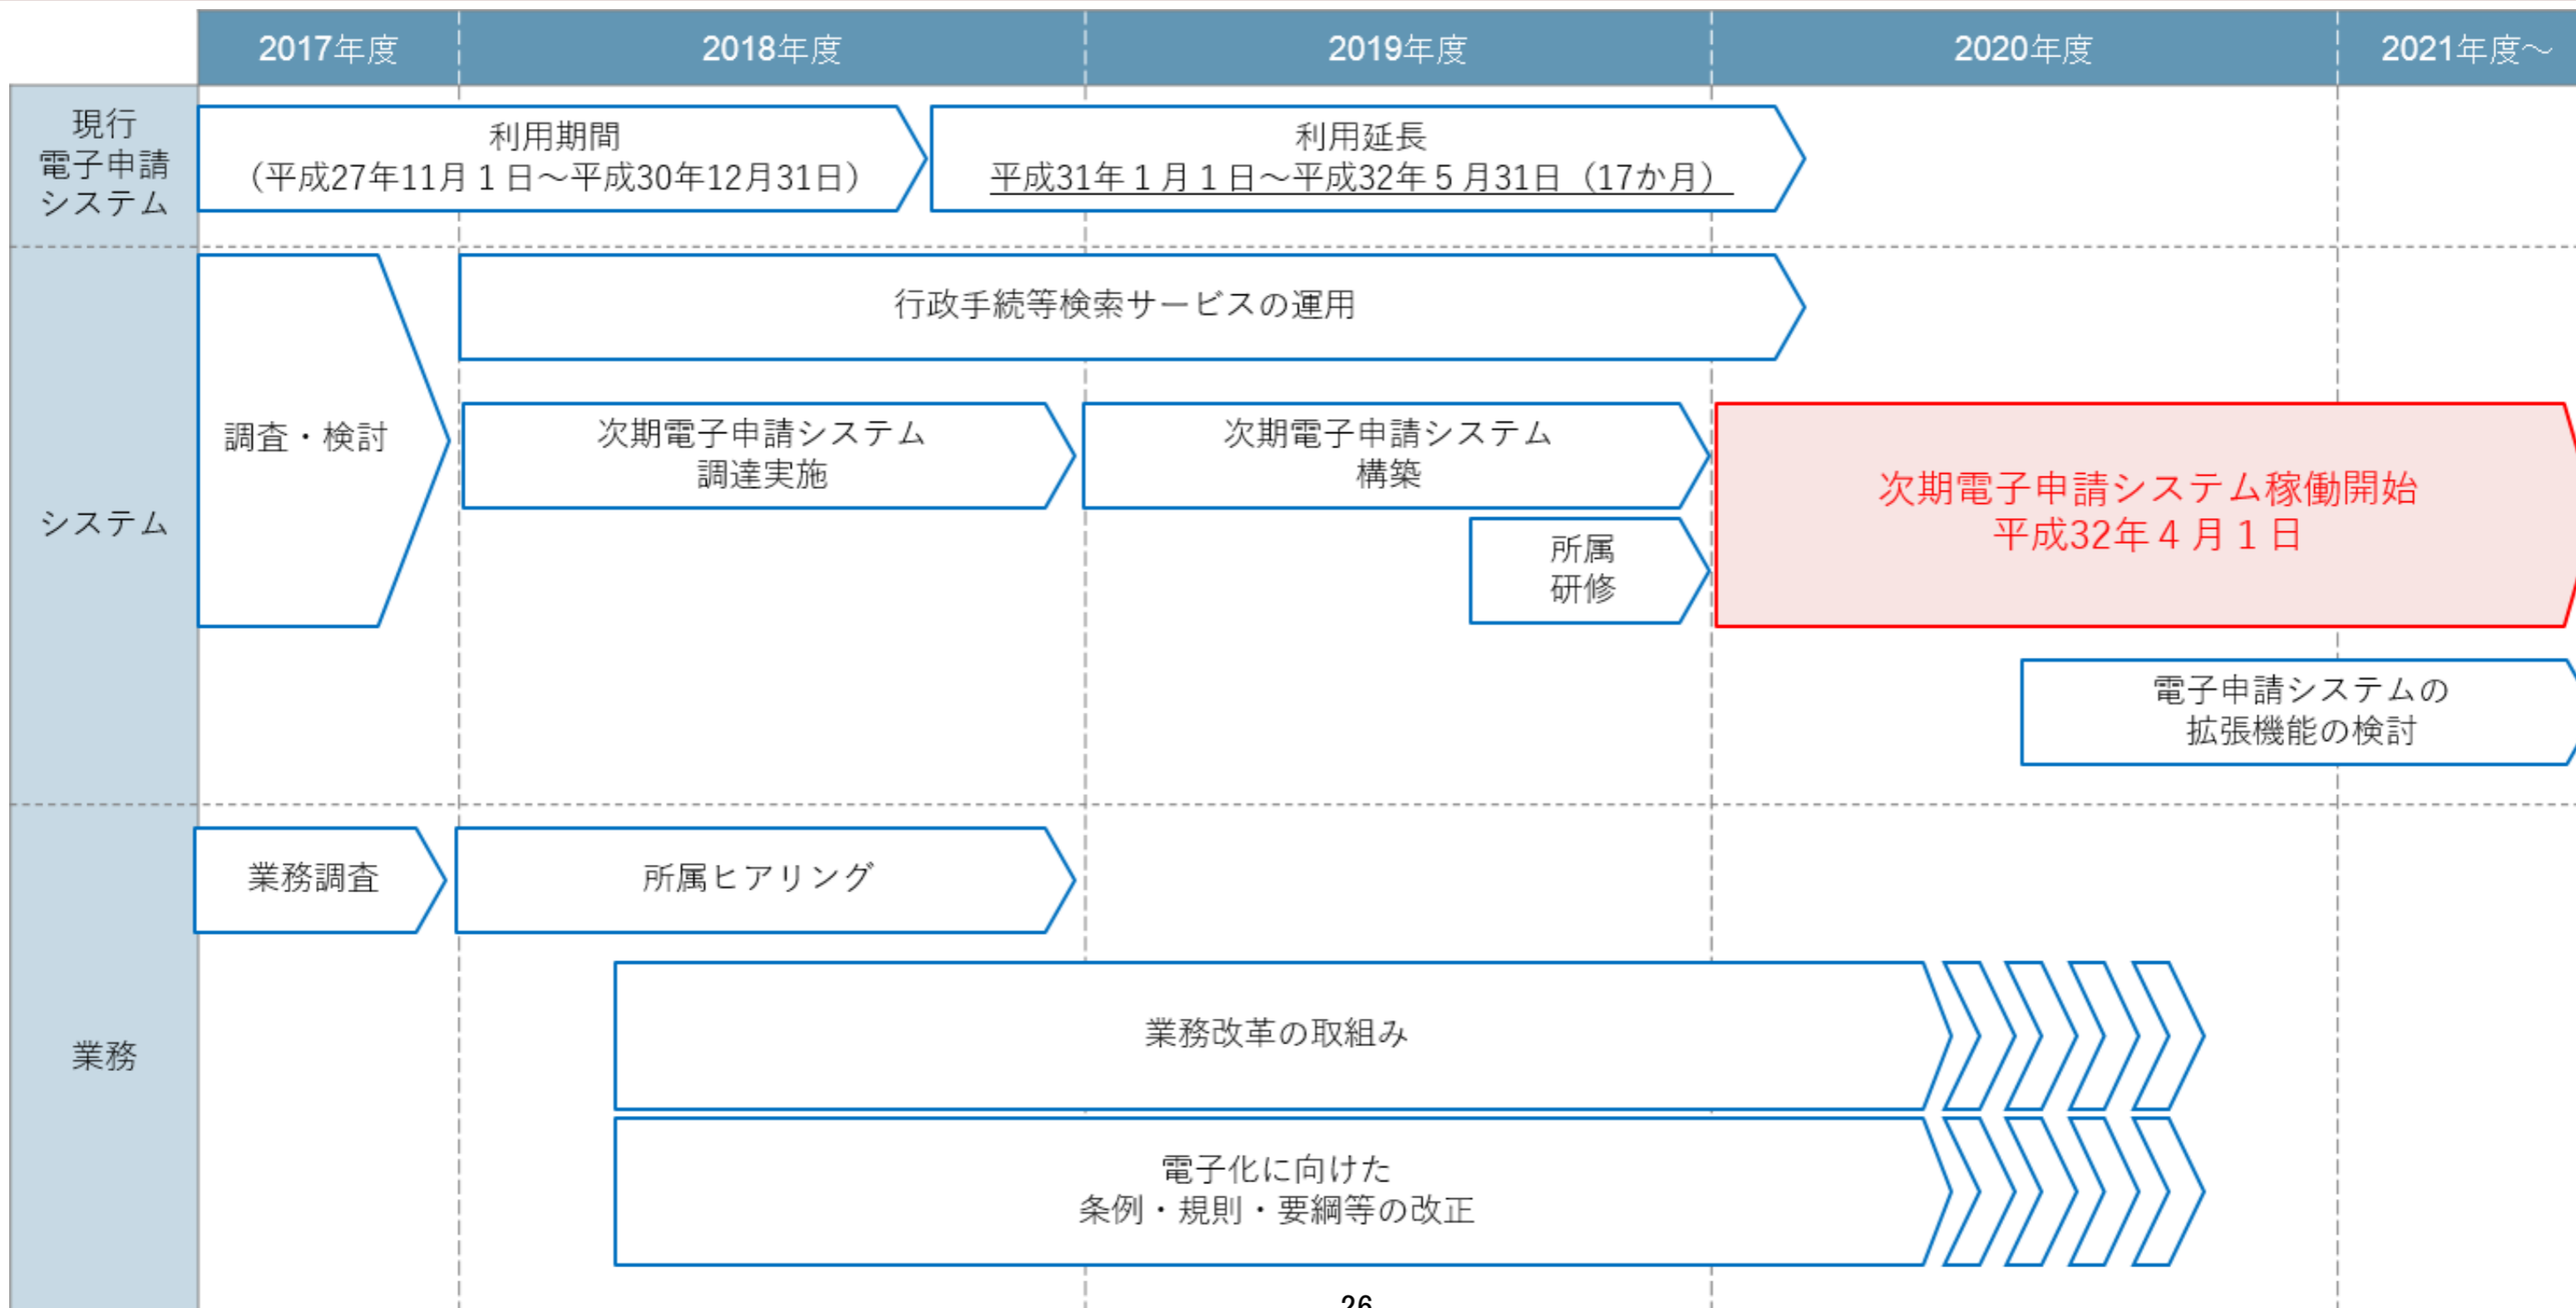 2017年度
2018年度
2019年度
2020年度
2021年度～
現行
電子申請
システム
利用期間
（平成27年11月１日～平成30年12月31日）
利用延長
平成31年１月１日～平成32年５月31日（17か月）
システム
調査・検討
行政手続等検索サービスの運用
次期電子申請システム
調達実施
次期電子申請システム
構築
所属
研修
次期電子申請システム稼働開始
平成32年４月１日
電子申請システムの
拡張機能の検討
業務
業務調査
所属ヒアリング
業務改革の取組み
電子化に向けた
条例・規則・要綱等の改正
26